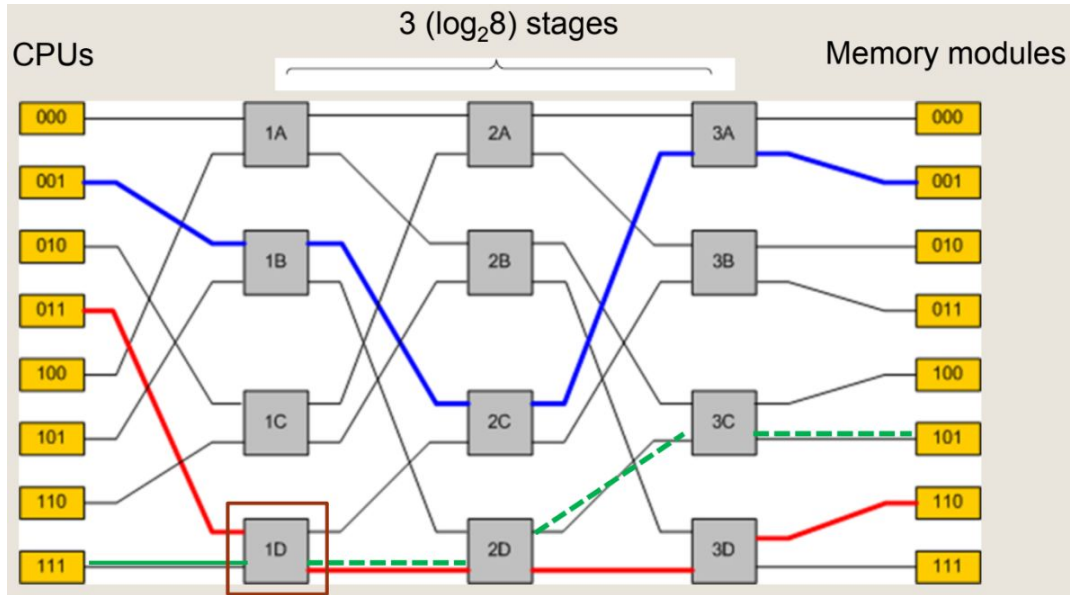 3 (log₂8) stages
CPUs
Memory modules
000 1A 2A 3A 000
001 001
010 1B 2B 3B 010
011 011
100 1C 2C 3C 100
101 101
110 1D 2D 3D 110
111 111